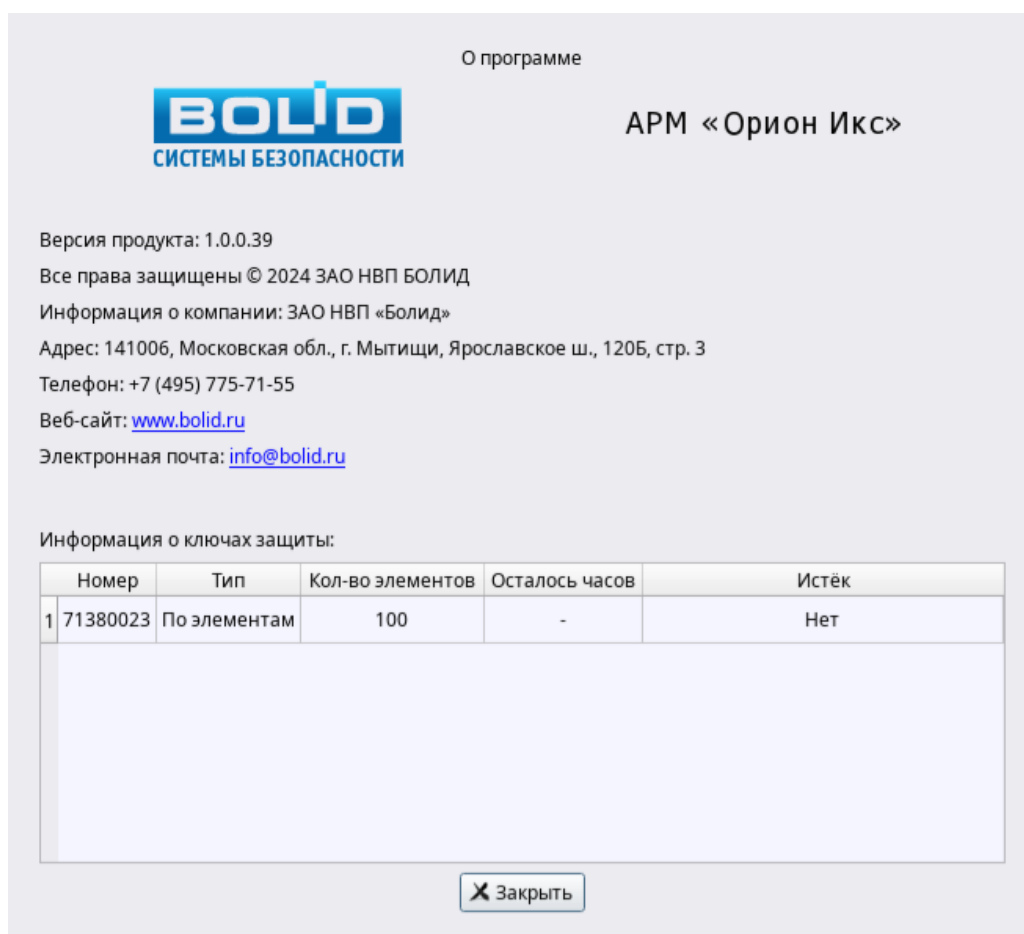 О программе
BOLID
СИСТЕМЫ БЕЗОПАСНОСТИ
АРМ «Орион Икс»
Версия продукта: 1.0.0.39
Все права защищены © 2024 ЗАО НВП БОЛИД
Информация о компании: ЗАО НВП «Болид»
Адрес: 141006, Московская обл., г. Мытищи, Ярославское ш., 120Б, стр. 3
Телефон: +7 (495) 775-71-55
Веб-сайт: www.bolid.ru
Электронная почта: info@bolid.ru
Информация о ключах защиты:
Номер Тип Кол-во элементов Осталось часов Истёк
1 71380023 По элементам 100 - Нет
Закрыть